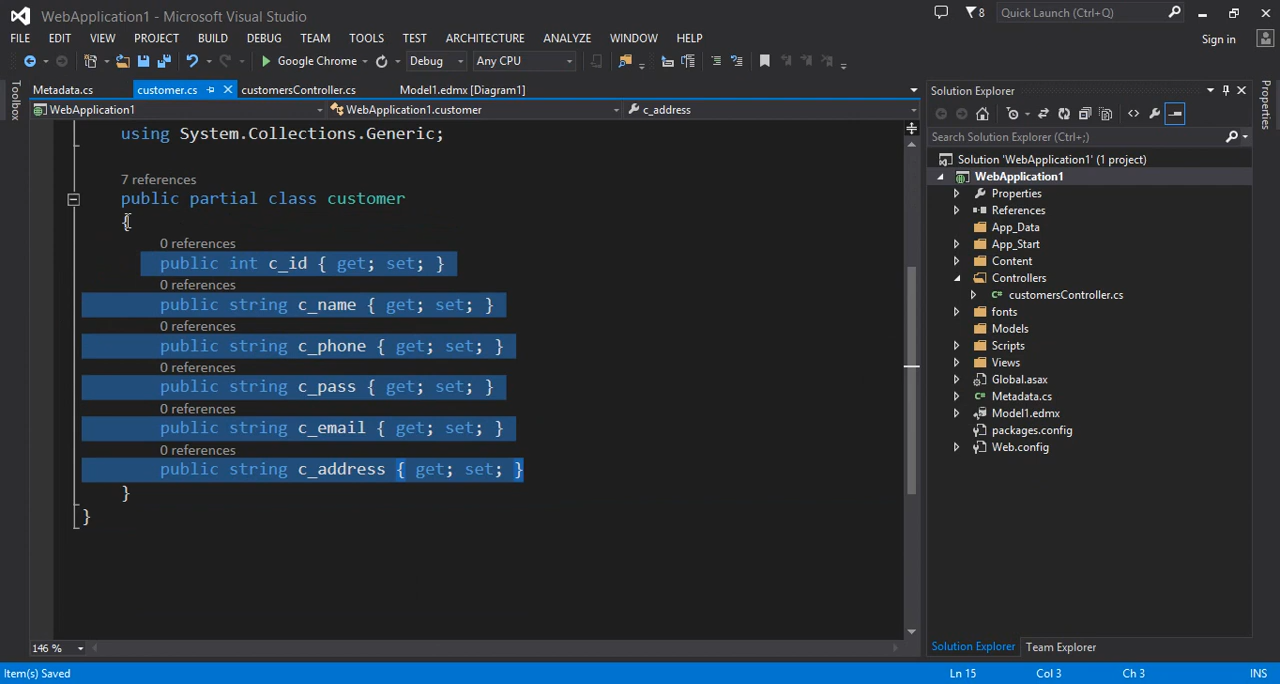 WebApplication1 - Microsoft Visual Studio
8
Quick Launch (Ctrl+Q)
FILE EDIT VIEW PROJECT BUILD DEBUG TEAM TOOLS TEST ARCHITECTURE ANALYZE WINDOW HELP
Sign in
Google Chrome Debug Any CPU
Toolbox
Metadata.cs customer.cs customersController.cs Model1.edmx [Diagram1]
WebApplication1 WebApplication1.customer c_address
using System.Collections.Generic;
7 references
public partial class customer
{
0 references
public int c_id { get; set; }
0 references
public string c_name { get; set; }
0 references
public string c_phone { get; set; }
0 references
public string c_pass { get; set; }
0 references
public string c_email { get; set; }
0 references
public string c_address { get; set; }
}
}
146 %
Solution Explorer
Search Solution Explorer (Ctrl+;)
Solution 'WebApplication1' (1 project)
WebApplication1
Properties
References
App_Data
App_Start
Content
Controllers
C# customersController.cs
fonts
Models
Scripts
Views
Global.asax
C# Metadata.cs
Model1.edmx
packages.config
Web.config
Solution Explorer Team Explorer
Properties
Item(s) Saved Ln 15 Col 3 Ch 3 INS